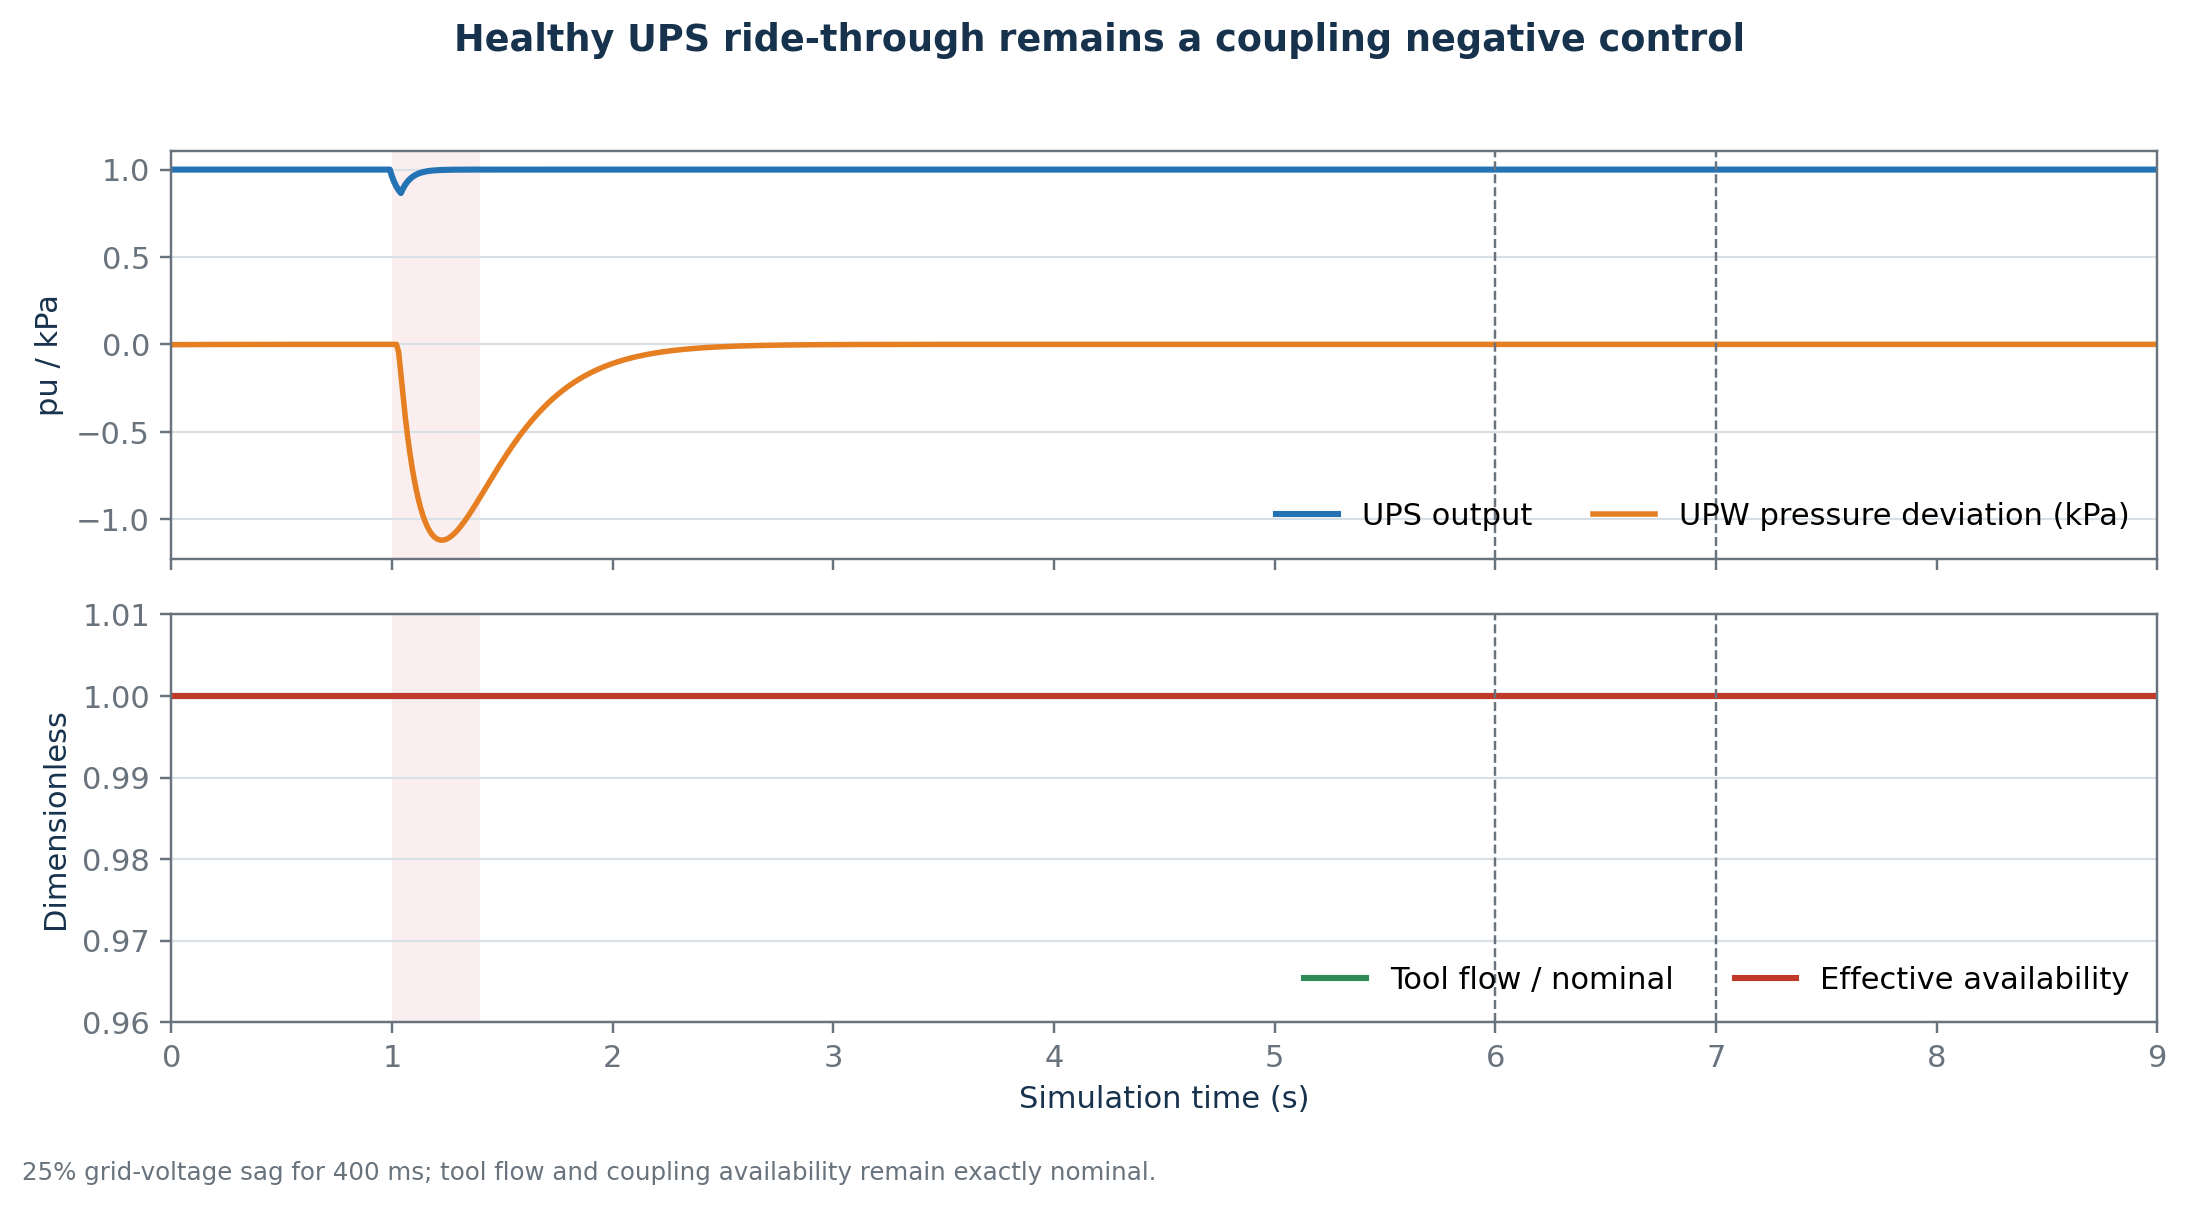 Healthy UPS ride-through remains a coupling negative control
1.0
0.5
0.0
−0.5
−1.0
pu / kPa
UPS output
UPW pressure deviation (kPa)
1.01
1.00
0.99
0.98
0.97
0.96
Dimensionless
Tool flow / nominal
Effective availability
0 1 2 3 4 5 6 7 8 9
Simulation time (s)
25% grid-voltage sag for 400 ms; tool flow and coupling availability remain exactly nominal.